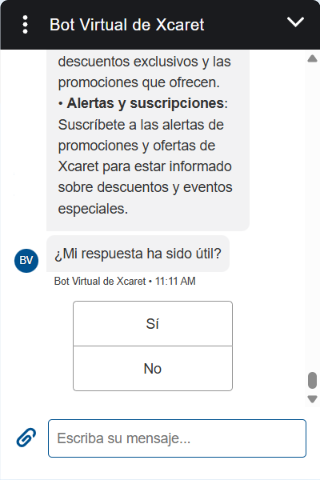 Bot Virtual de Xcaret
descuentos exclusivos y las
promociones que ofrecen.
• Alertas y suscripciones:
Suscríbete a las alertas de
promociones y ofertas de
Xcaret para estar informado
sobre descuentos y eventos
especiales.
BV
¿Mi respuesta ha sido útil?
Bot Virtual de Xcaret • 11:11 AM
Sí
No
Escriba su mensaje...